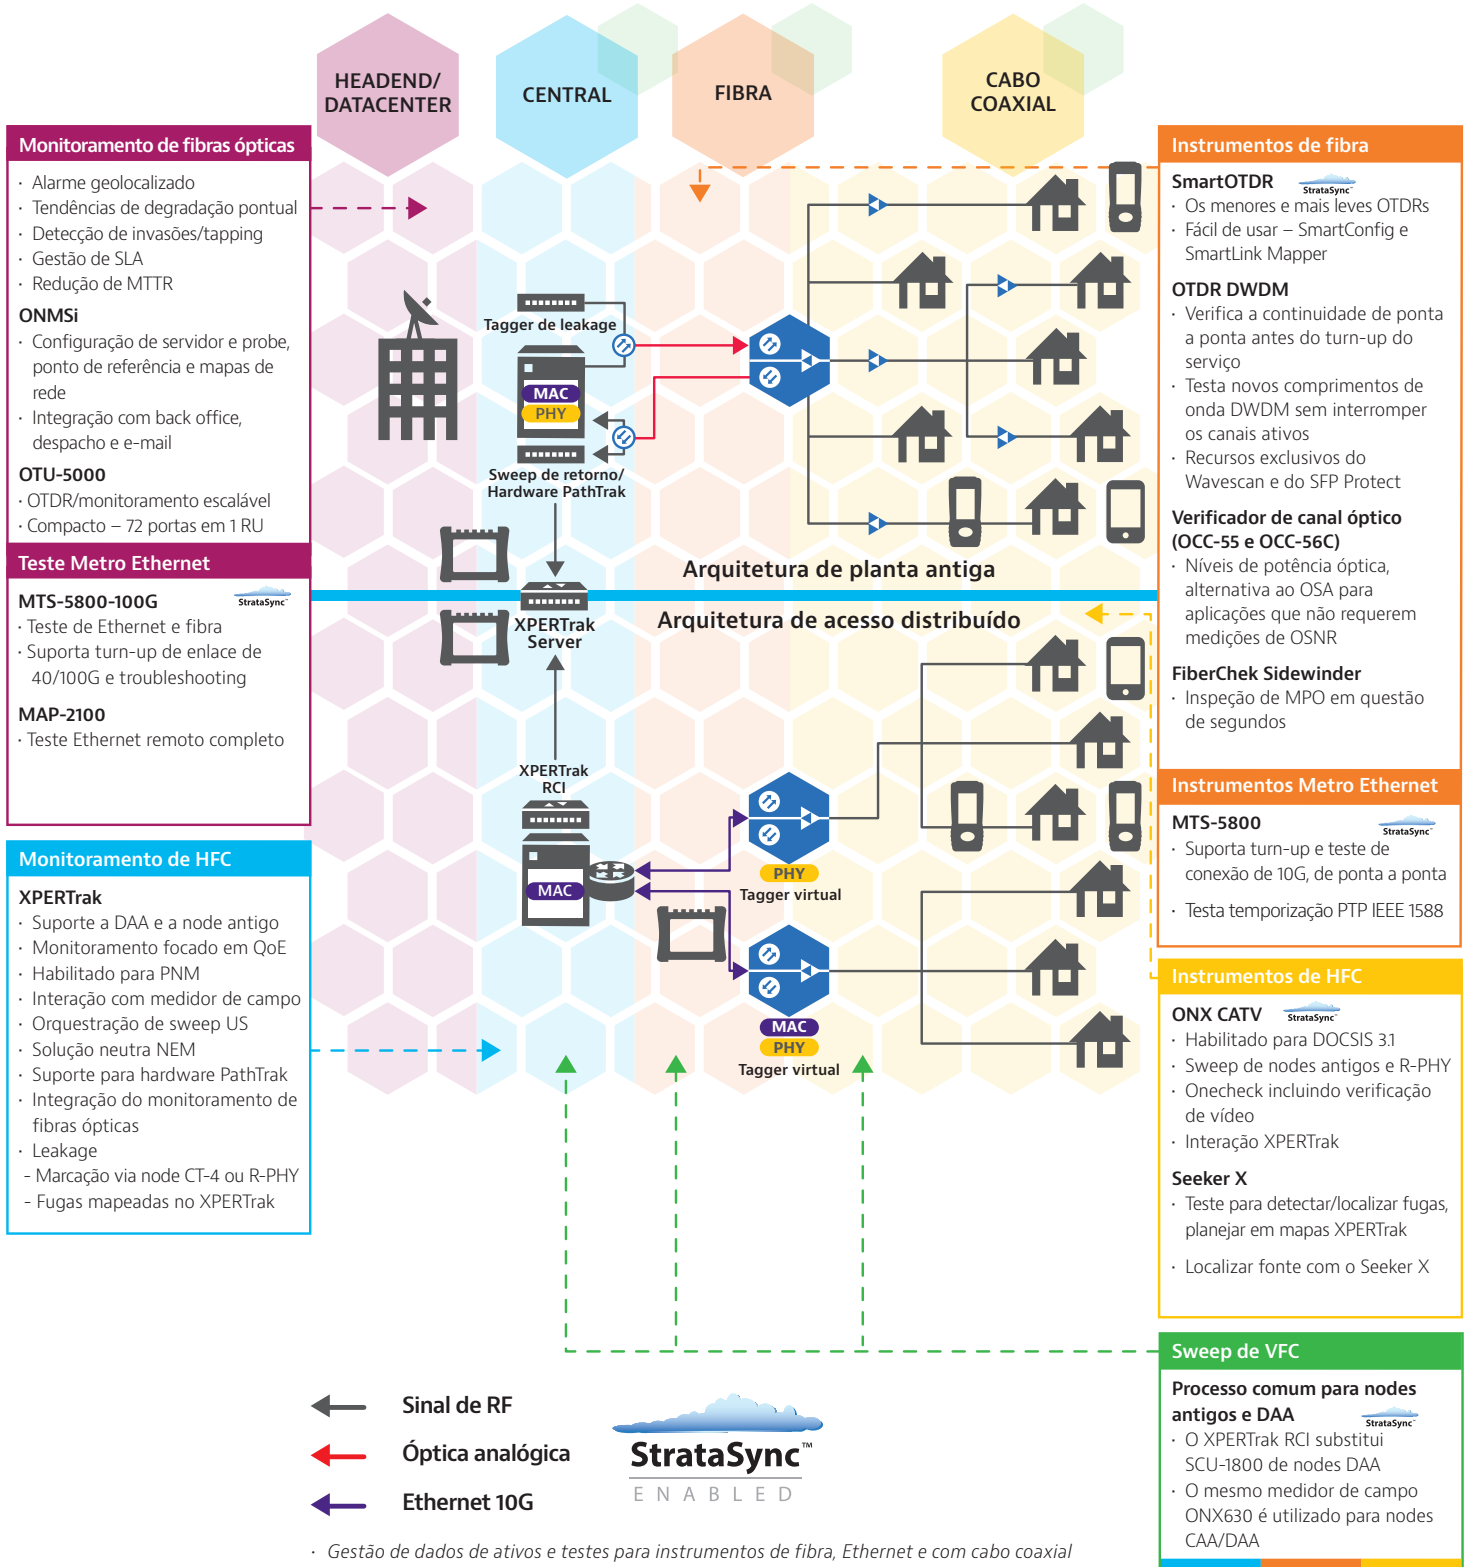 HEADEND/
DATACENTER
CENTRAL
FIBRA
CABO
COAXIAL
Monitoramento de fibras ópticas
· Alarme geolocalizado
· Tendências de degradação pontual
· Detecção de invasões/tapping
· Gestão de SLA
· Redução de MTTR
ONMSi
· Configuração de servidor e probe,
ponto de referência e mapas de
rede
· Integração com back office,
despacho e e-mail
OTU-5000
· OTDR/monitoramento escalável
· Compacto – 72 portas em 1 RU
Teste Metro Ethernet
MTS-5800-100G
StrataSync™
· Teste de Ethernet e fibra
· Suporta turn-up de enlace de
40/100G e troubleshooting
MAP-2100
· Teste Ethernet remoto completo
Monitoramento de HFC
XPERTrak
· Suporte a DAA e a node antigo
· Monitoramento focado em QoE
· Habilitado para PNM
· Interação com medidor de campo
· Orquestração de sweep US
· Solução neutra NEM
· Suporte para hardware PathTrak
· Integração do monitoramento de
fibras ópticas
· Leakage
- Marcação via node CT-4 ou R-PHY
- Fugas mapeadas no XPERTrak
Tagger de leakage
MAC
PHY
Sweep de retorno/
Hardware PathTrak
Arquitetura de planta antiga
Arquitetura de acesso distribuído
XPERTrak
Server
XPERTrak
RCI
MAC
PHY
Tagger virtual
MAC
PHY
Tagger virtual
Instrumentos de fibra
SmartOTDR
StrataSync™
· Os menores e mais leves OTDRs
· Fácil de usar – SmartConfig e
SmartLink Mapper
OTDR DWDM
· Verifica a continuidade de ponta
a ponta antes do turn-up do
serviço
· Testa novos comprimentos de
onda DWDM sem interromper
os canais ativos
· Recursos exclusivos do
Wavescan e do SFP Protect
Verificador de canal óptico
(OCC-55 e OCC-56C)
· Níveis de potência óptica,
alternativa ao OSA para
aplicações que não requerem
medições de OSNR
FiberChek Sidewinder
· Inspeção de MPO em questão
de segundos
Instrumentos Metro Ethernet
MTS-5800
StrataSync™
· Suporta turn-up e teste de
conexão de 10G, de ponta a ponta
· Testa temporização PTP IEEE 1588
Instrumentos de HFC
ONX CATV
StrataSync™
· Habilitado para DOCSIS 3.1
· Sweep de nodes antigos e R-PHY
· Onecheck incluindo verificação
de vídeo
· Interação XPERTrak
Seeker X
· Teste para detectar/localizar fugas,
planejar em mapas XPERTrak
· Localizar fonte com o Seeker X
Sweep de VFC
Processo comum para nodes
antigos e DAA
StrataSync™
· O XPERTrak RCI substitui
SCU-1800 de nodes DAA
· O mesmo medidor de campo
ONX630 é utilizado para nodes
CAA/DAA
Sinal de RF
Óptica analógica
Ethernet 10G
StrataSync™
ENABLED
· Gestão de dados de ativos e testes para instrumentos de fibra, Ethernet e com cabo coaxial